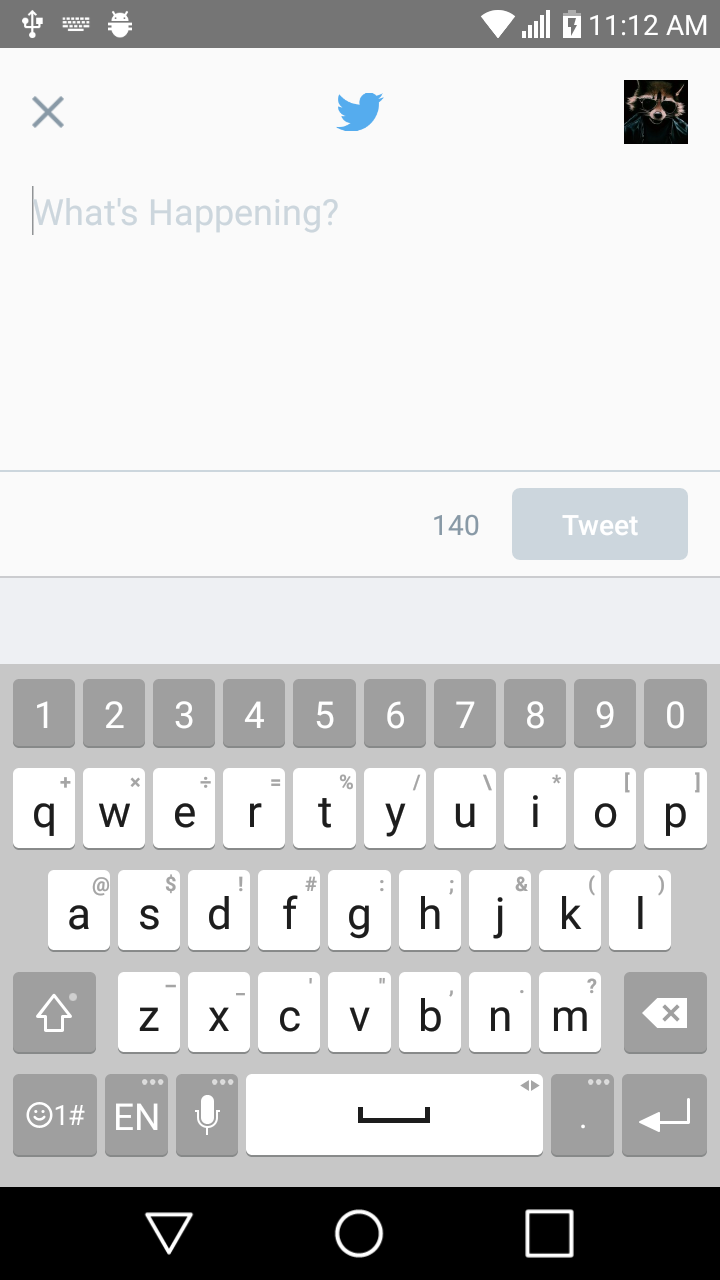 11:12 AM
What's Happening?
140 Tweet
1 2 3 4 5 6 7 8 9 0
+ × ÷ = % / \ * [ ]
q w e r t y u i o p
@ $ ! # : ; & ( )
a s d f g h j k l
– _ ' " , . ?
z x c v b n m
1# EN .